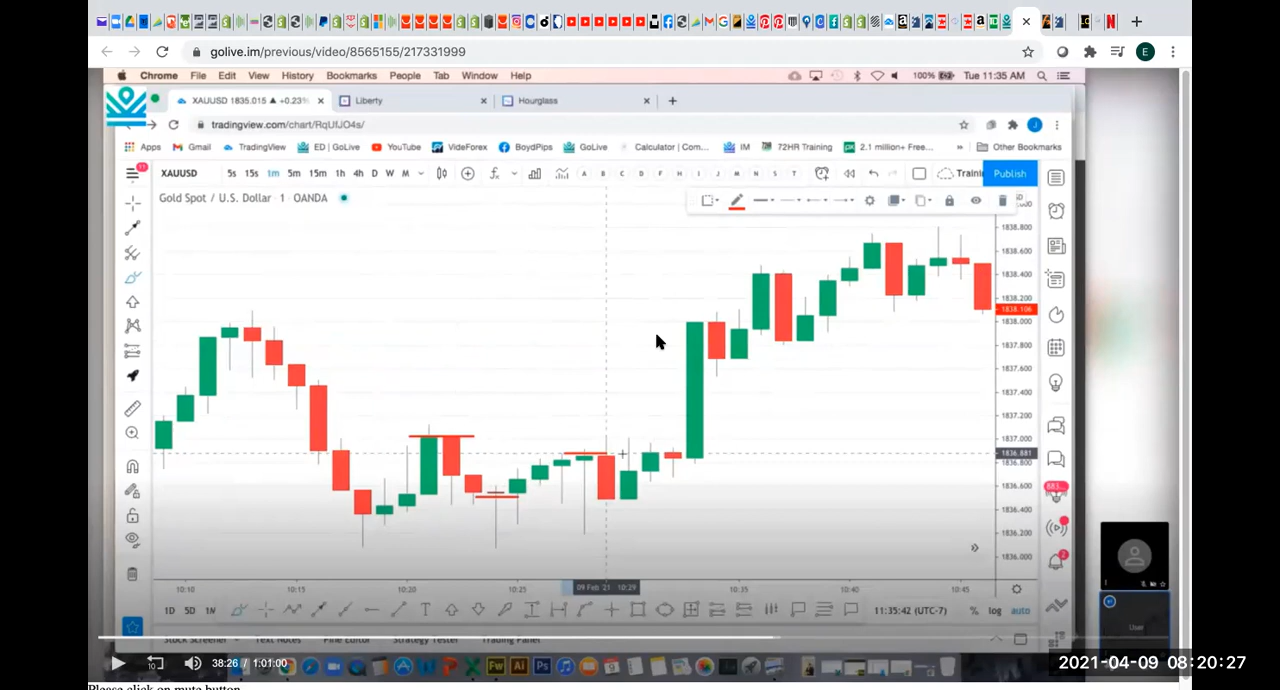 golive.im/previous/video/8565155/217331999
E
Chrome File Edit View History Bookmarks People Tab Window Help
100% Tue 11:35 AM
XAUUSD 1835.015 ▲ +0.23% Liberty Hourglass
tradingview.com/chart/RqUfJO4s/
J
Apps Gmail TradingView ED | GoLive YouTube VideForex BoydPips GoLive Calculator | Com... IM 72HR Training 2.1 million+ Free... » Other Bookmarks
11
XAUUSD 5s 15s 1m 5m 15m 1h 4h D W M
A B C D F H I J M N S T
Publish
Gold Spot / U.S. Dollar · 1 · OANDA
1838.800
1838.600
1838.400
1838.200
1838.106
1838.000
1837.800
1837.600
1837.400
1837.200
1837.000
1836.881
1836.800
1836.600
1836.400
1836.200
1836.000
10:10 10:15 10:20 10:25 09 Feb '21 10:29 10:35 10:40 10:45
1D 5D 1M
11:35:42 (UTC-7) % log auto
Stock Screener Text Notes Pine Editor Strategy Tester Trading Panel
User
38:26 / 1:01:00
2021-04-09 08:20:27
Please click on mute button